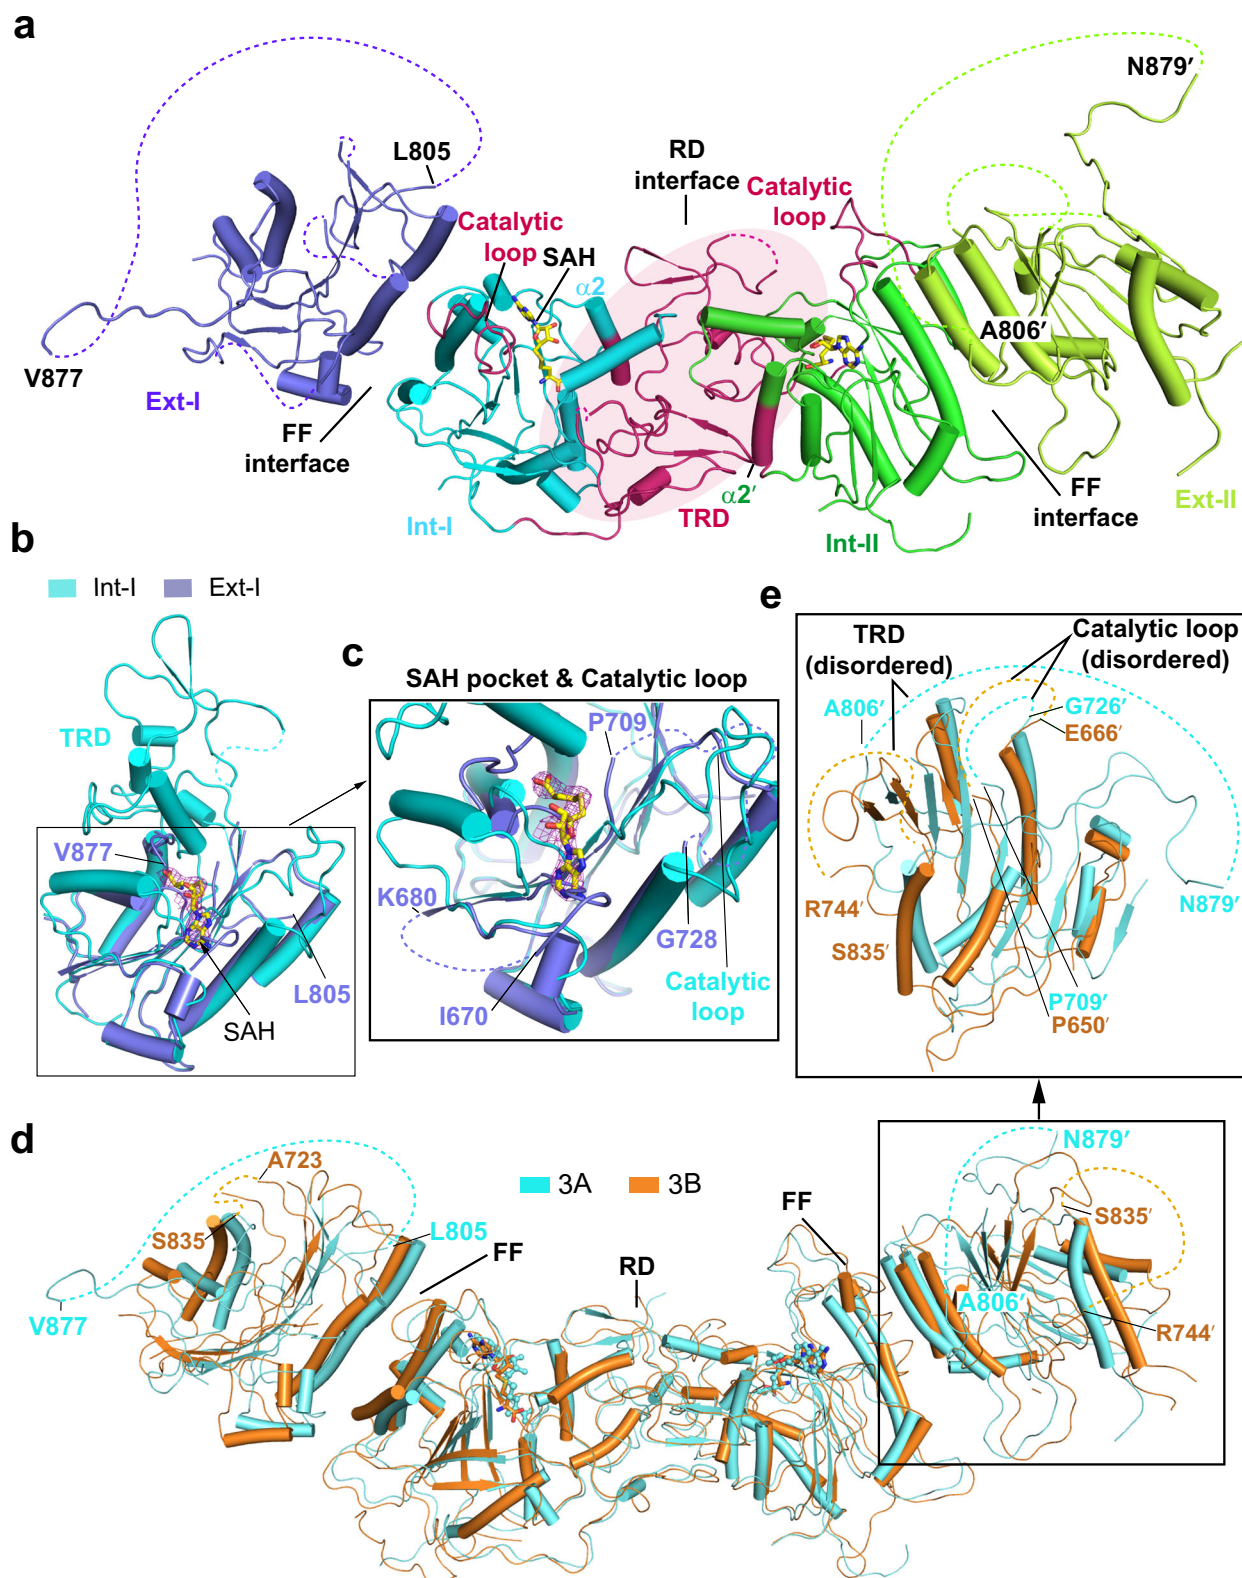 a
N879′
L805
RD
interface
Catalytic
loop
Catalytic
loop
SAH
α2
A806′
V877
Ext-I
FF
interface
Int-I
α2′
TRD
Int-II
FF
interface
Ext-II
b
Int-I
Ext-I
TRD
V877
L805
SAH
c
SAH pocket & Catalytic loop
P709
K680
G728
I670
Catalytic
loop
e
TRD
(disordered)
Catalytic loop
(disordered)
A806′
G726′
E666′
R744′
S835′
N879′
P709′
P650′
d
A723
3A
3B
S835
L805
FF
V877
RD
FF
N879′
S835′
A806′
R744′